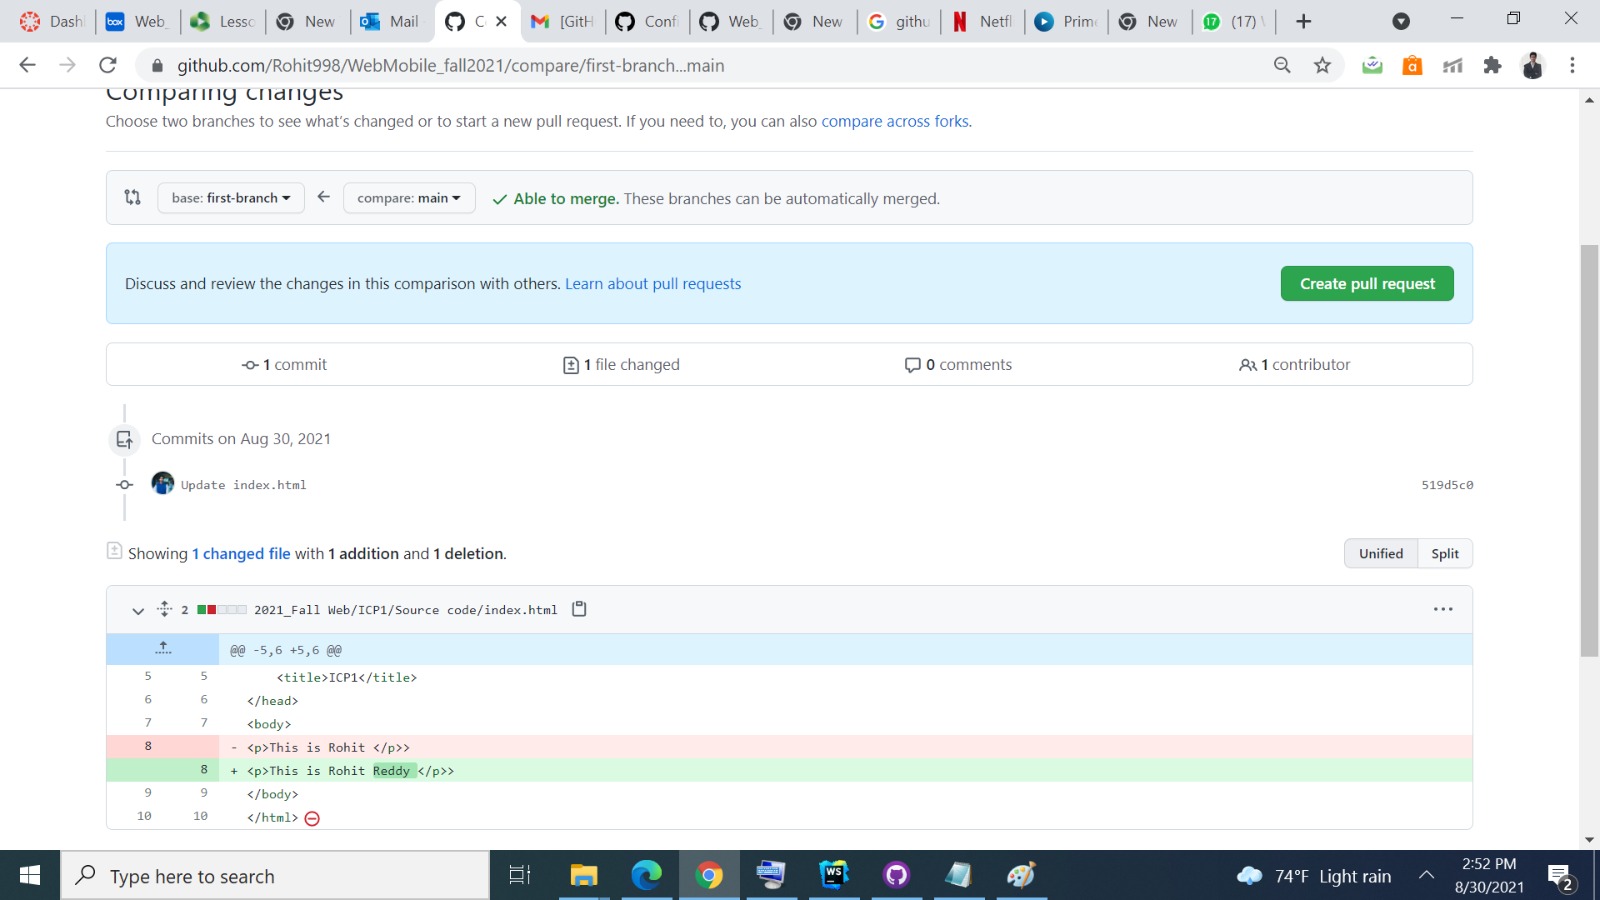 Dashl
Web_
Lesso
New
Mail
C
[GitH
Confi
Web_
New
githu
Netfl
Prime
New
(17)
github.com/Rohit998/WebMobile_fall2021/compare/first-branch...main
Comparing changes
Choose two branches to see what's changed or to start a new pull request. If you need to, you can also compare across forks.
base: first-branch
compare: main
Able to merge. These branches can be automatically merged.
Discuss and review the changes in this comparison with others. Learn about pull requests
Create pull request
1 commit
1 file changed
0 comments
1 contributor
Commits on Aug 30, 2021
Update index.html
519d5c0
Showing 1 changed file with 1 addition and 1 deletion.
Unified
Split
2
2021_Fall Web/ICP1/Source code/index.html
@@ -5,6 +5,6 @@
5 5 <title>ICP1</title>
6 6 </head>
7 7 <body>
8 - <p>This is Rohit </p>>
8 + <p>This is Rohit Reddy </p>>
9 9 </body>
10 10 </html>
Type here to search
WS
74°F Light rain
2:52 PM
8/30/2021
2